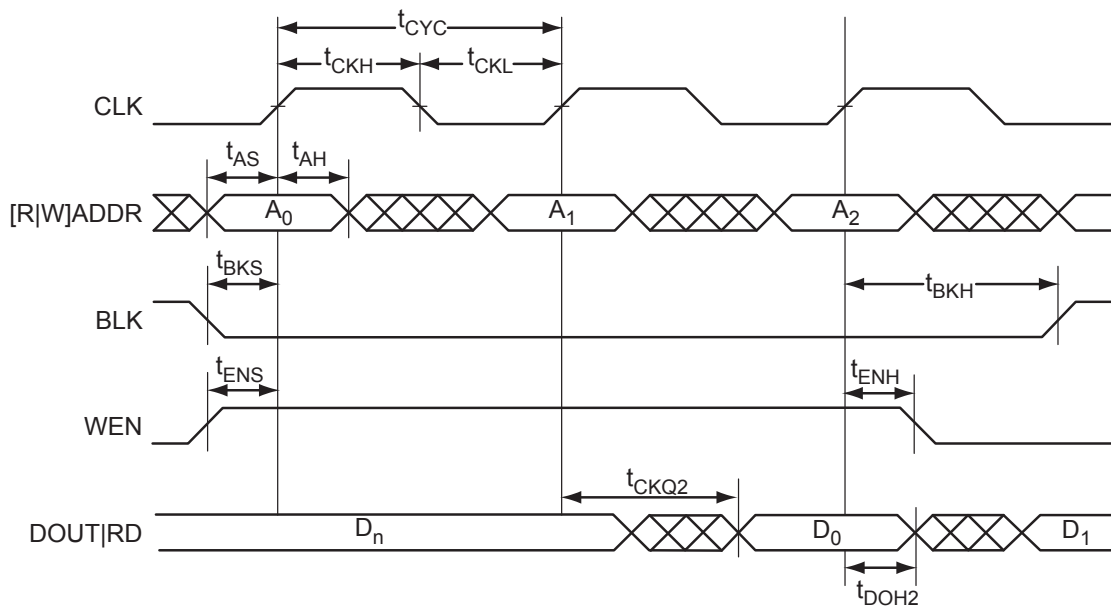 tCYC
tCKH tCKL
CLK
tAS tAH
[R|W]ADDR A0 A1 A2
tBKS tBKH
BLK
tENS tENH
WEN
tCKQ2
DOUT|RD Dn D0 D1
tDOH2